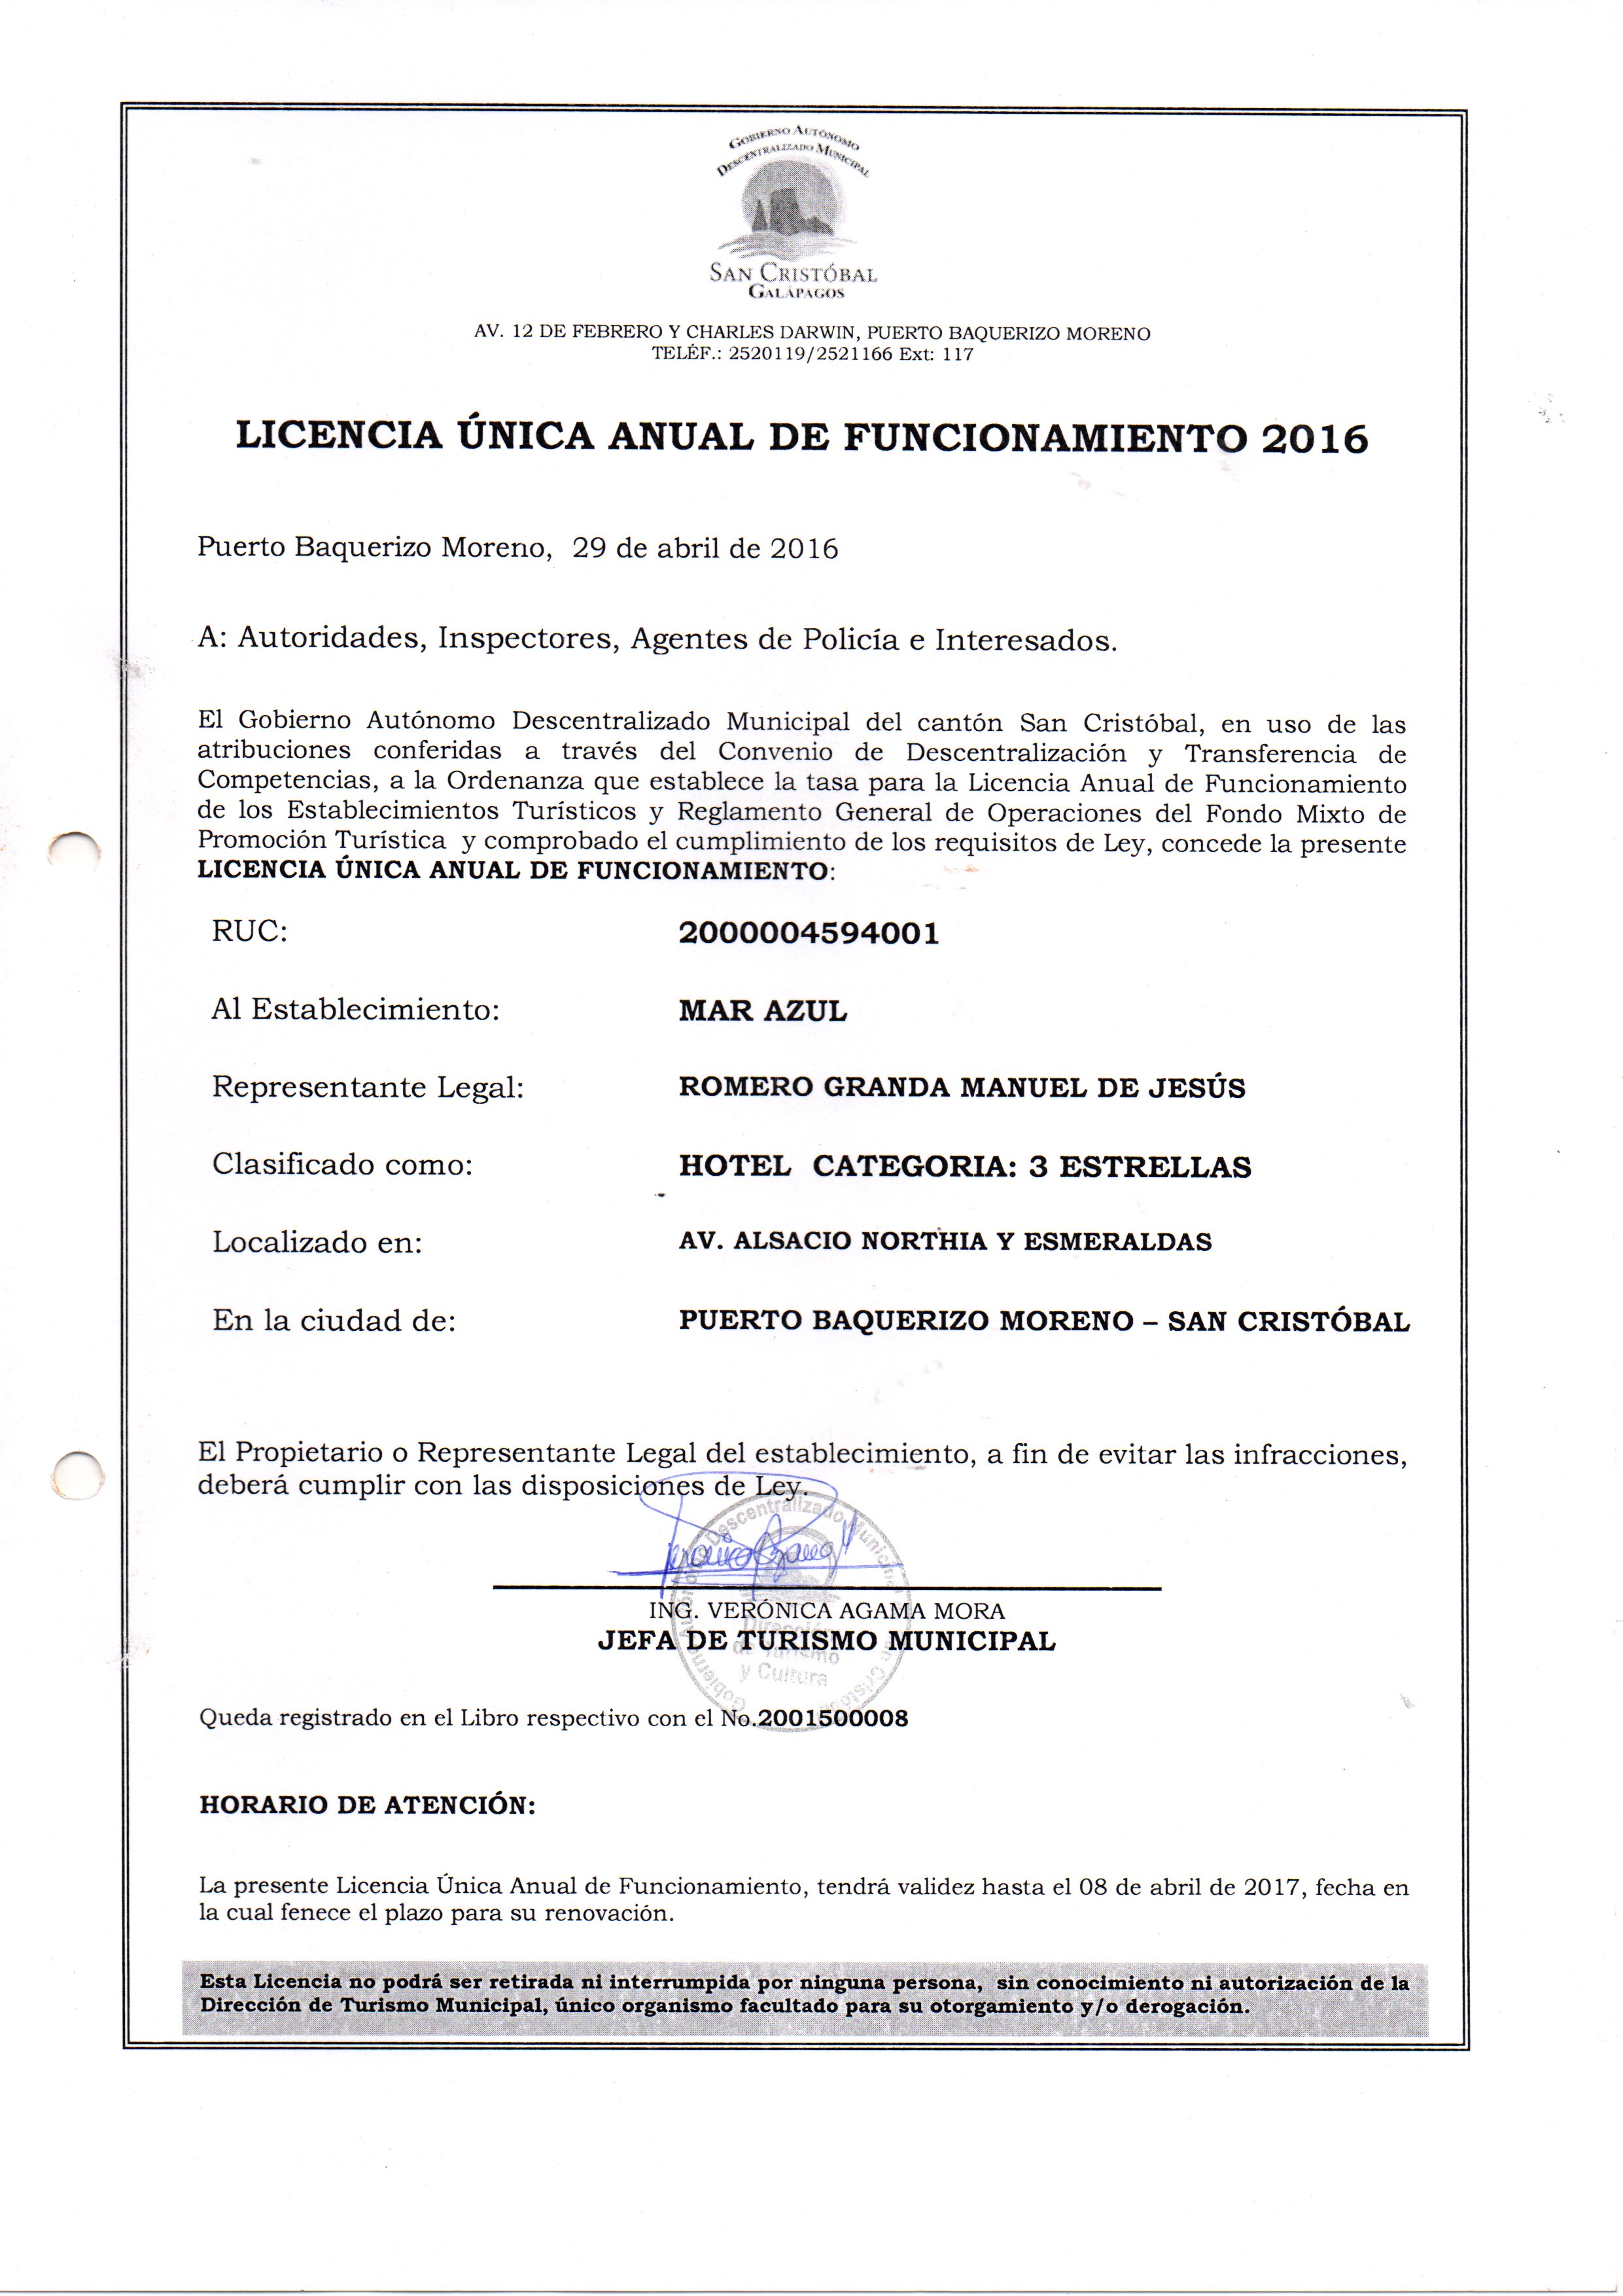 GOBIERNO AUTÓNOMO
DESCENTRALIZADO MUNICIPAL
SAN CRISTÓBAL
GALÁPAGOS
AV. 12 DE FEBRERO Y CHARLES DARWIN, PUERTO BAQUERIZO MORENO
TELÉF.: 2520119/2521166 Ext: 117
LICENCIA ÚNICA ANUAL DE FUNCIONAMIENTO 2016
Puerto Baquerizo Moreno, 29 de abril de 2016
A: Autoridades, Inspectores, Agentes de Policía e Interesados.
El Gobierno Autónomo Descentralizado Municipal del cantón San Cristóbal, en uso de las
atribuciones conferidas a través del Convenio de Descentralización y Transferencia de
Competencias, a la Ordenanza que establece la tasa para la Licencia Anual de Funcionamiento
de los Establecimientos Turísticos y Reglamento General de Operaciones del Fondo Mixto de
Promoción Turística y comprobado el cumplimiento de los requisitos de Ley, concede la presente
LICENCIA ÚNICA ANUAL DE FUNCIONAMIENTO:
RUC: 2000004594001
Al Establecimiento: MAR AZUL
Representante Legal: ROMERO GRANDA MANUEL DE JESÚS
Clasificado como: HOTEL CATEGORIA: 3 ESTRELLAS
Localizado en: AV. ALSACIO NORTHIA Y ESMERALDAS
En la ciudad de: PUERTO BAQUERIZO MORENO – SAN CRISTÓBAL
El Propietario o Representante Legal del establecimiento, a fin de evitar las infracciones,
deberá cumplir con las disposiciones de Ley.
ING. VERÓNICA AGAMA MORA
JEFA DE TURISMO MUNICIPAL
Gobierno Autónomo Descentralizado Municipal
Dirección
de Turismo
y Cultura
Queda registrado en el Libro respectivo con el No.2001500008
HORARIO DE ATENCIÓN:
La presente Licencia Única Anual de Funcionamiento, tendrá validez hasta el 08 de abril de 2017, fecha en
la cual fenece el plazo para su renovación.
Esta Licencia no podrá ser retirada ni interrumpida por ninguna persona, sin conocimiento ni autorización de la
Dirección de Turismo Municipal, único organismo facultado para su otorgamiento y/o derogación.